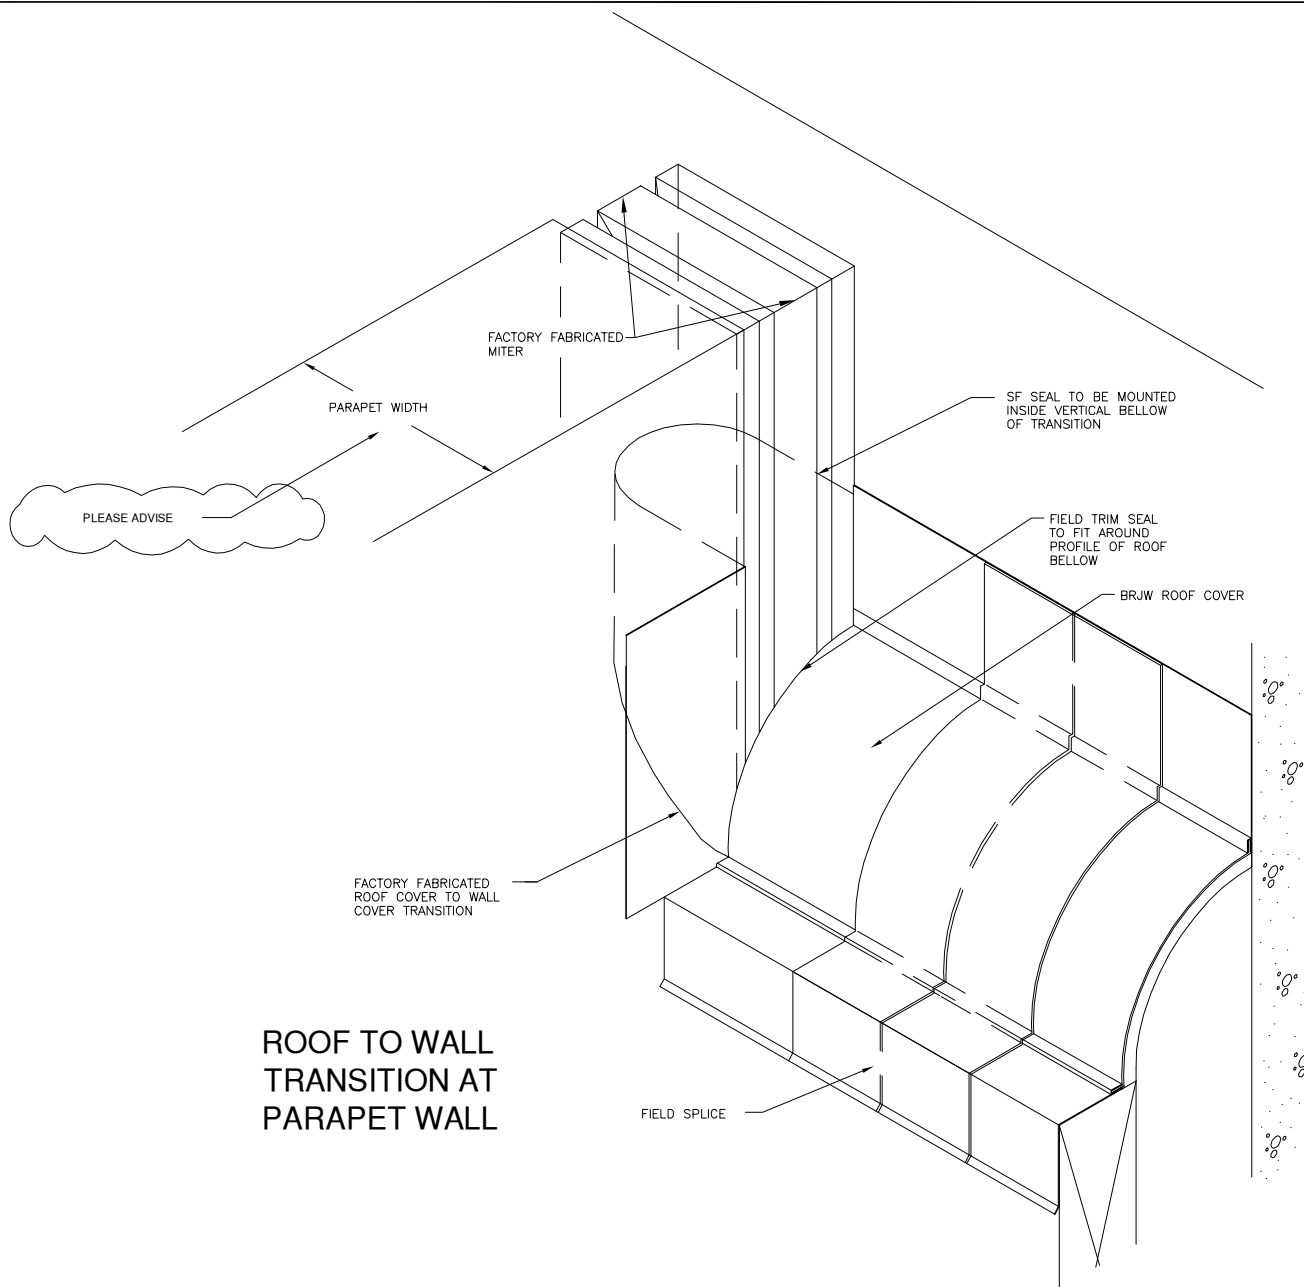 FACTORY FABRICATED
MITER
PARAPET WIDTH
SF SEAL TO BE MOUNTED
INSIDE VERTICAL BELLOW
OF TRANSITION
PLEASE ADVISE
FIELD TRIM SEAL
TO FIT AROUND
PROFILE OF ROOF
BELLOW
BRJW ROOF COVER
FACTORY FABRICATED
ROOF COVER TO WALL
COVER TRANSITION
ROOF TO WALL
TRANSITION AT
PARAPET WALL
FIELD SPLICE